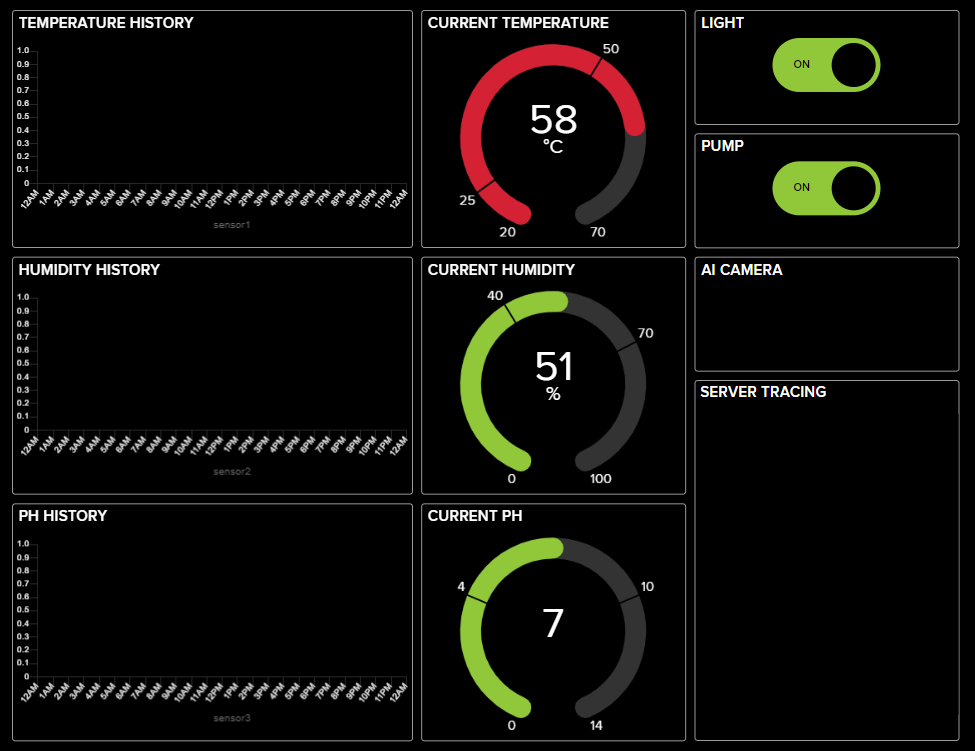 TEMPERATURE HISTORY
1.0
0.9
0.8
0.7
0.6
0.5
0.4
0.3
0.2
0.1
0
12AM 1AM 2AM 3AM 4AM 5AM 6AM 7AM 8AM 9AM 10AM 11AM 12PM 1PM 2PM 3PM 4PM 5PM 6PM 7PM 8PM 9PM 10PM 11PM 12AM
sensor1
CURRENT TEMPERATURE
50
58
°C
25
20 70
LIGHT
ON
PUMP
ON
HUMIDITY HISTORY
1.0
0.9
0.8
0.7
0.6
0.5
0.4
0.3
0.2
0.1
0
12AM 1AM 2AM 3AM 4AM 5AM 6AM 7AM 8AM 9AM 10AM 11AM 12PM 1PM 2PM 3PM 4PM 5PM 6PM 7PM 8PM 9PM 10PM 11PM 12AM
sensor2
CURRENT HUMIDITY
40
70
51
%
0 100
AI CAMERA
SERVER TRACING
PH HISTORY
1.0
0.9
0.8
0.7
0.6
0.5
0.4
0.3
0.2
0.1
0
12AM 1AM 2AM 3AM 4AM 5AM 6AM 7AM 8AM 9AM 10AM 11AM 12PM 1PM 2PM 3PM 4PM 5PM 6PM 7PM 8PM 9PM 10PM 11PM 12AM
sensor3
CURRENT PH
4 10
7
0 14